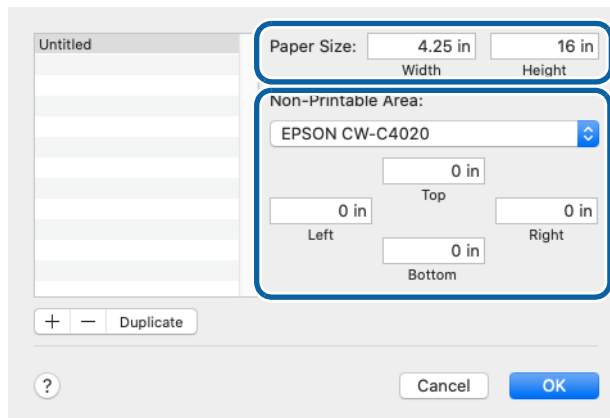 Untitled
Paper Size: 4.25 in 16 in
Width Height
Non-Printable Area:
EPSON CW-C4020
0 in
Top
0 in 0 in
Left Right
0 in
Bottom
+ − Duplicate
? Cancel OK